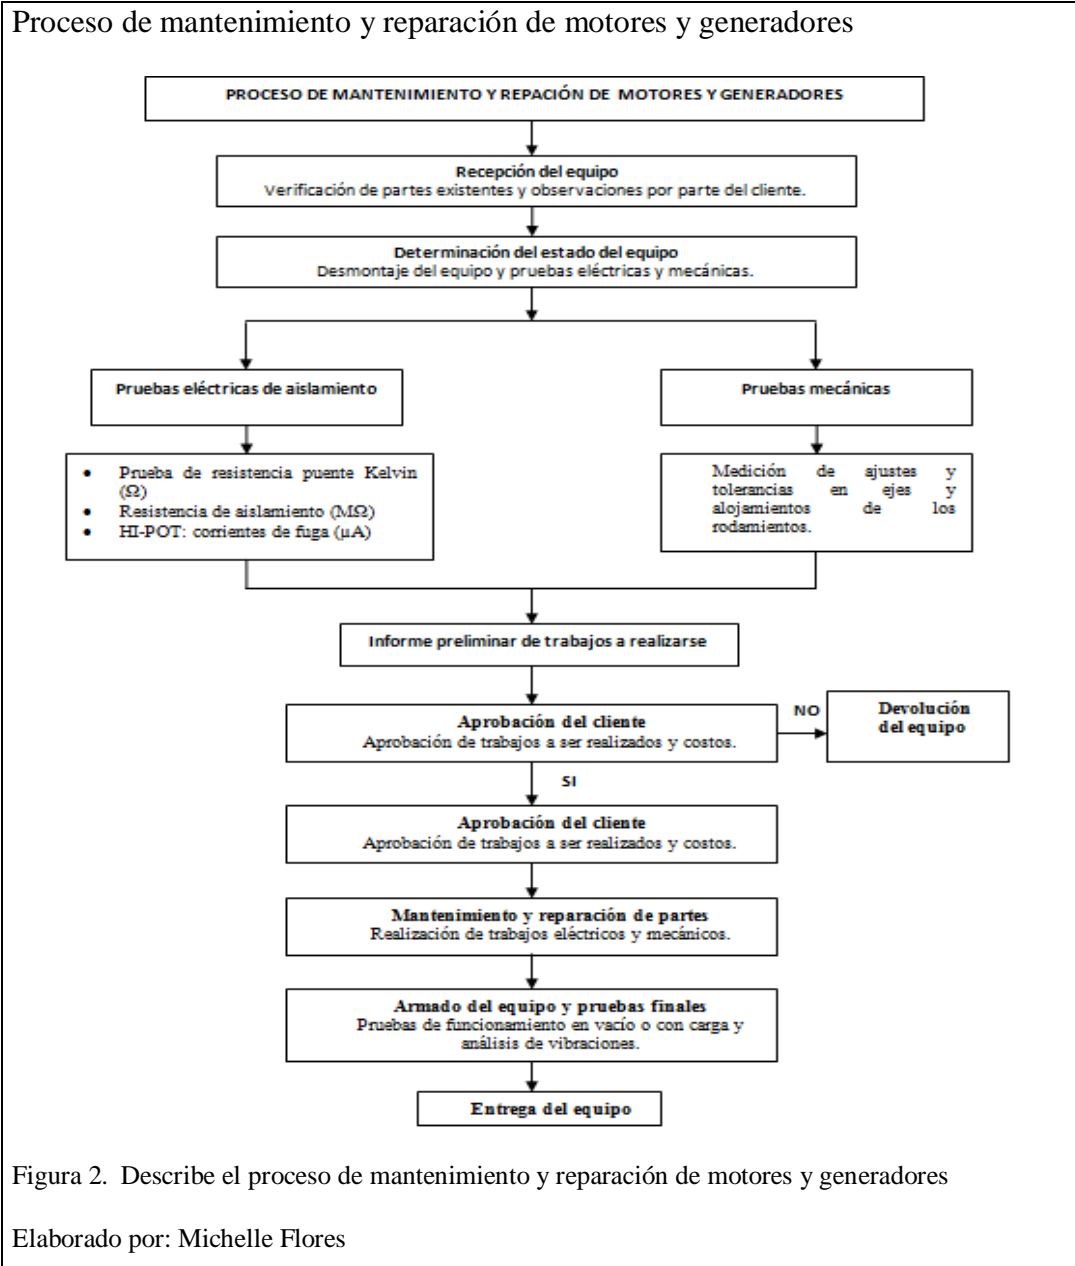 Proceso de mantenimiento y reparación de motores y generadores
PROCESO DE MANTENIMIENTO Y REPACIÓN DE MOTORES Y GENERADORES
Recepción del equipo
Verificación de partes existentes y observaciones por parte del cliente.
Determinación del estado del equipo
Desmontaje del equipo y pruebas eléctricas y mecánicas.
Pruebas eléctricas de aislamiento
Pruebas mecánicas
• Prueba de resistencia puente Kelvin
(Ω)
• Resistencia de aislamiento (MΩ)
• HI-POT: corrientes de fuga (µA)
Medición de ajustes y
tolerancias en ejes y
alojamientos de los
rodamientos.
Informe preliminar de trabajos a realizarse
Aprobación del cliente
Aprobación de trabajos a ser realizados y costos.
NO
Devolución
del equipo
SI
Aprobación del cliente
Aprobación de trabajos a ser realizados y costos.
Mantenimiento y reparación de partes
Realización de trabajos eléctricos y mecánicos.
Armado del equipo y pruebas finales
Pruebas de funcionamiento en vacío o con carga y
análisis de vibraciones.
Entrega del equipo
Figura 2. Describe el proceso de mantenimiento y reparación de motores y generadores
Elaborado por: Michelle Flores